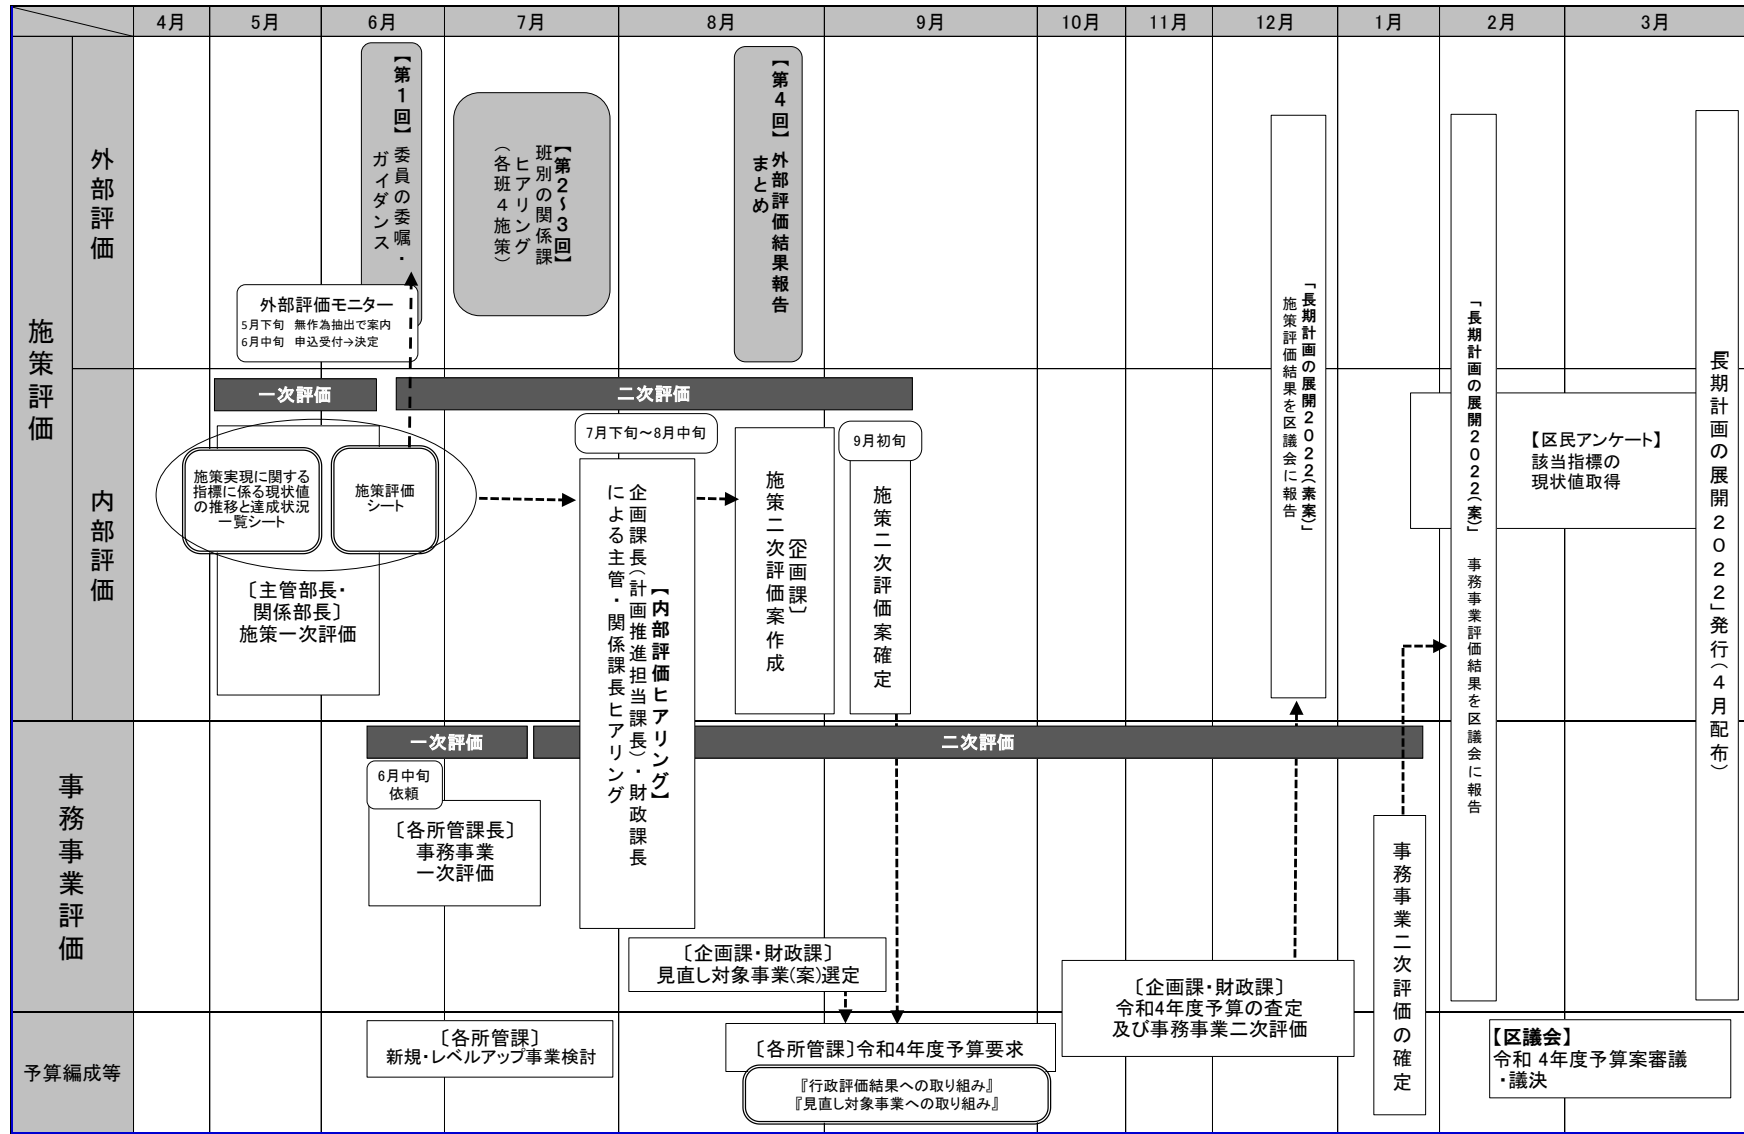 4月
5月
6月
7月
8月
9月
10月
11月
12月
1月
2月
3月
施策評価
外部評価
【第1回】委員の委嘱・
ガイダンス
外部評価モニター
5月下旬　無作為抽出で案内
6月中旬　申込受付→決定
【第2～3回】
班別の関係課
ヒアリング
（各班4施策）
【第4回】外部評価結果報告
まとめ
「長期計画の展開2022(素案)」
施策評価結果を区議会に報告
「長期計画の展開2022(案)」　事務事業評価結果を区議会に報告
「長期計画の展開2022」発行(4月配布)
内部評価
一次評価
二次評価
施策実現に関する
指標に係る現状値
の推移と達成状況
一覧シート
施策評価
シート
〔主管部長・
関係部長〕
施策一次評価
7月下旬～8月中旬
【内部評価ヒアリング】
企画課長(計画推進担当課長)・財政課長
による主管・関係課長ヒアリング
〔企画課〕
施策二次評価案作成
9月初旬
施策二次評価案確定
【区民アンケート】
該当指標の
現状値取得
事務事業評価
一次評価
二次評価
6月中旬
依頼
〔各所管課長〕
事務事業
一次評価
〔企画課・財政課〕
見直し対象事業(案)選定
〔企画課・財政課〕
令和4年度予算の査定
及び事務事業二次評価
事務事業二次評価の確定
予算編成等
〔各所管課〕
新規・レベルアップ事業検討
〔各所管課〕令和4年度予算要求
『行政評価結果への取り組み』
『見直し対象事業への取り組み』
【区議会】
令和 4年度予算案審議
・議決